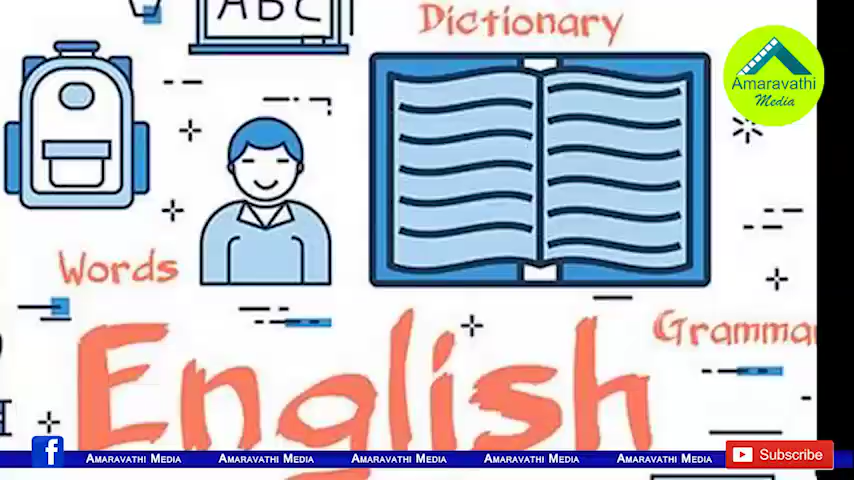 ABC
Dictionary
Amaravathi
Media
Words
Gramma
English
f AMARAVATHI MEDIA AMARAVATHI MEDIA AMARAVATHI MEDIA AMARAVATHI MEDIA AMARAVATHI MEDIA Subscribe